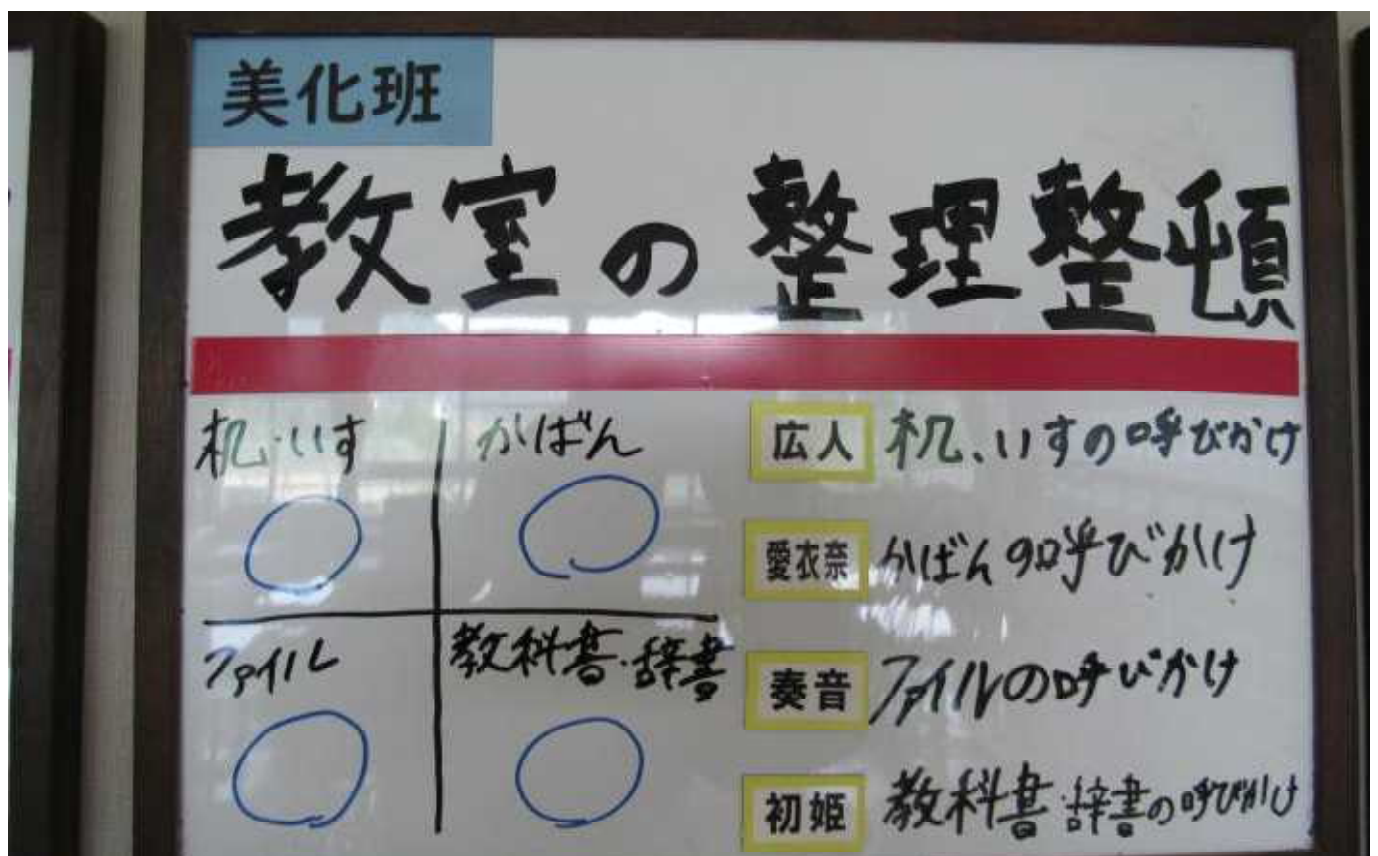 美化班
教室の整理整頓
机・いす
かばん
ファイル
教科書・辞書
広人 机、いすの呼びかけ
愛衣奈 かばんの呼びかけ
奏音 ファイルの呼びかけ
初姫 教科書・辞書の呼びかけ